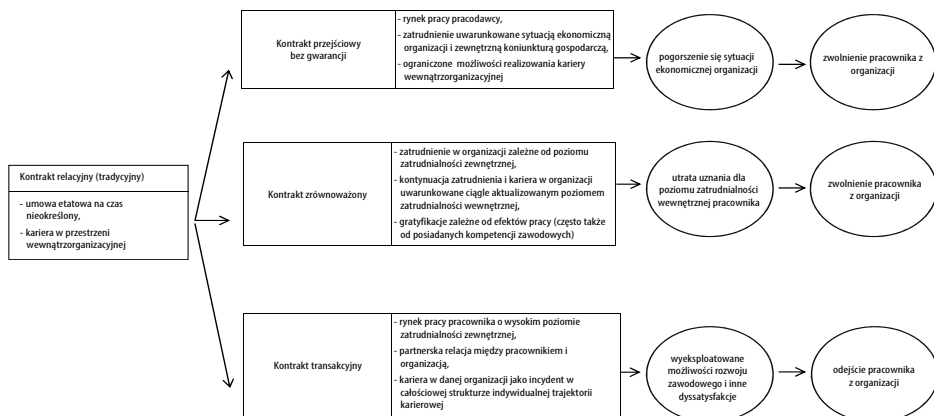 Kontrakt relacyjny (tradycyjny)
- umowa etatowa na czas
nieokreślony,
- kariera w przestrzeni
wewnątrzorganizacyjnej
Kontrakt przejściowy
bez gwarancji
- rynek pracy pracodawcy,
- zatrudnienie uwarunkowane sytuacją ekonomiczną
organizacji i zewnętrzną koniunkturą gospodarczą,
- ograniczone możliwości realizowania kariery
wewnątrzorganizacyjnej
pogorszenie się sytuacji
ekonomicznej organizacji
zwolnienie pracownika z
organizacji
Kontrakt zrównoważony
- zatrudnienie w organizacji zależne od poziomu
zatrudnialności zewnętrznej,
- kontynuacja zatrudnienia i kariera w organizacji
uwarunkowane ciągle aktualizowanym poziomem
zatrudnialności wewnętrznej,
- gratyfikacje zależne od efektów pracy (często także
od posiadanych kompetencji zawodowych)
utrata uznania dla
poziomu zatrudnialności
wewnętrznej pracownika
zwolnienie pracownika
z organizacji
Kontrakt transakcyjny
- rynek pracy pracownika o wysokim poziomie
zatrudnialności zewnętrznej,
- partnerska relacja między pracownikiem i
organizacją,
- kariera w danej organizacji jako incydent w
całościowej strukturze indywidualnej trajektorii
karierowej
wyeksploatowane
możliwości rozwoju
zawodowego i inne
dyssatysfakcje
odejście pracownika
z organizacji